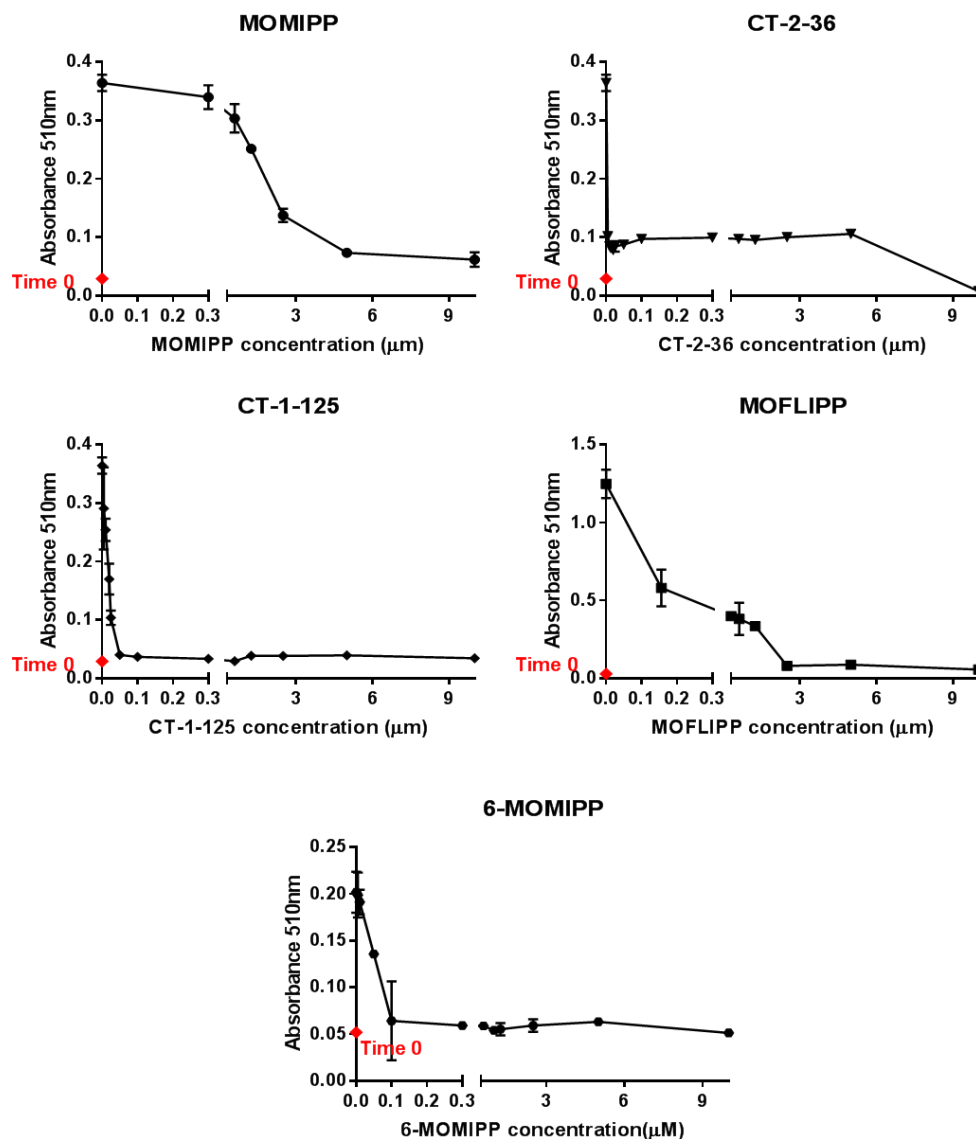 MOMIPP
CT-2-36
0.4
0.3
0.2
0.1
0.0
Absorbance 510nm
Time 0
0.0 0.1 0.2 0.3 3 6 9
MOMIPP concentration (μm)
0.4
0.3
0.2
0.1
0.0
Absorbance 510nm
Time 0
0.0 0.1 0.2 0.3 3 6 9
CT-2-36 concentration (μm)
CT-1-125
MOFLIPP
0.4
0.3
0.2
0.1
0.0
Absorbance 510nm
Time 0
0.0 0.1 0.2 0.3 3 6 9
CT-1-125 concentration (μm)
1.5
1.0
0.5
0.0
Absorbance 510nm
Time 0
0.0 0.1 0.2 0.3 3 6 9
MOFLIPP concentration (μm)
6-MOMIPP
0.25
0.20
0.15
0.10
0.05
0.00
Absorbance 510nm
Time 0
0.0 0.1 0.2 0.3 3 6 9
6-MOMIPP concentration(μM)